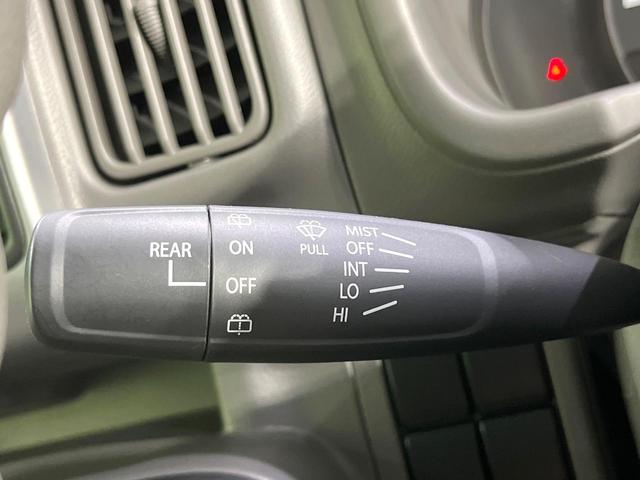 REAR
ON
OFF
PULL
MIST
OFF
INT
LO
HI